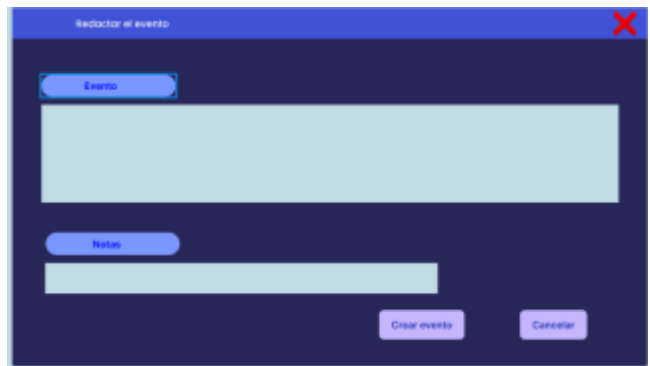 Redactar el evento
Evento
Notas
Crear evento
Cancelar